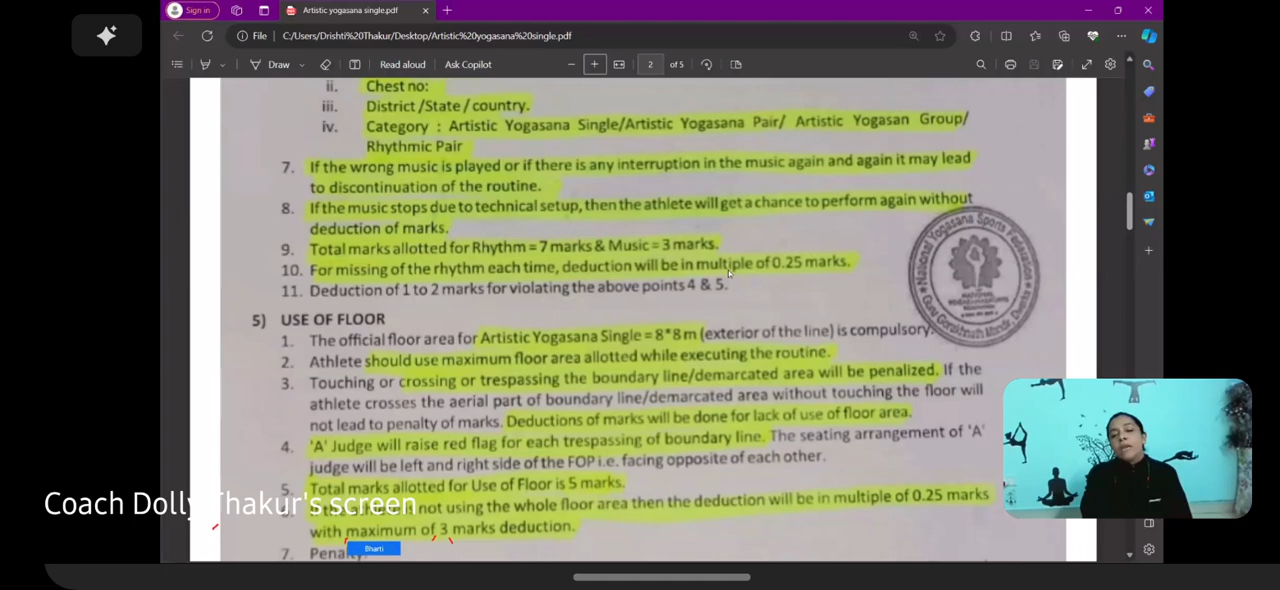 Sign in
Artistic yogasana single.pdf
File
C:/Users/Drishti%20Thakur/Desktop/Artistic%20yogasana%20single.pdf
Draw
Read aloud
Ask Copilot
2
of 5
ii. Chest no:
iii. District /State / country.
iv. Category : Artistic Yogasana Single/Artistic Yogasana Pair/ Artistic Yogasan Group/
Rhythmic Pair
7. If the wrong music is played or if there is any interruption in the music again and again it may lead
to discontinuation of the routine.
8. If the music stops due to technical setup, then the athlete will get a chance to perform again without
deduction of marks.
9. Total marks allotted for Rhythm = 7 marks & Music = 3 marks.
10. For missing of the rhythm each time, deduction will be in multiple of 0.25 marks.
11. Deduction of 1 to 2 marks for violating the above points 4 & 5.
National Yogasana Sports Federation
5) USE OF FLOOR
1. The official floor area for Artistic Yogasana Single = 8*8 m (exterior of the line) is compulsory.
2. Athlete should use maximum floor area allotted while executing the routine.
3. Touching or crossing or trespassing the boundary line/demarcated area will be penalized. If the
athlete crosses the aerial part of boundary line/demarcated area without touching the floor will
not lead to penalty of marks. Deductions of marks will be done for lack of use of floor area.
4. 'A' Judge will raise red flag for each trespassing of boundary line. The seating arrangement of 'A'
judge will be left and right side of the FOP i.e. facing opposite of each other.
5. Total marks allotted for Use of Floor is 5 marks.
not using the whole floor area then the deduction will be in multiple of 0.25 marks
with maximum of 3 marks deduction.
7. Penalty
Coach Dolly Thakur's screen
Bharti